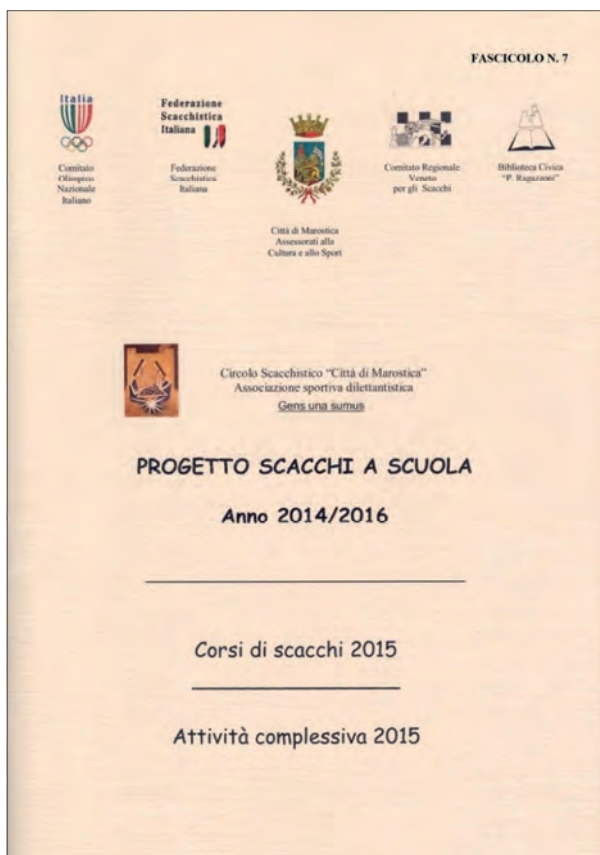 FASCICOLO N. 7
Italia
Comitato
Olimpico
Nazionale
Italiano
Federazione
Scacchistica
Italiana
Federazione
Scacchistica
Italiana
Città di Marostica
Assessorati alla
Cultura e allo Sport
Comitato Regionale
Veneto
per gli Scacchi
Biblioteca Civica
"P. Ragazzoni"
Circolo Scacchistico "Città di Marostica"
Associazione sportiva dilettantistica
Gens una sumus
PROGETTO SCACCHI A SCUOLA
Anno 2014/2016
Corsi di scacchi 2015
Attività complessiva 2015